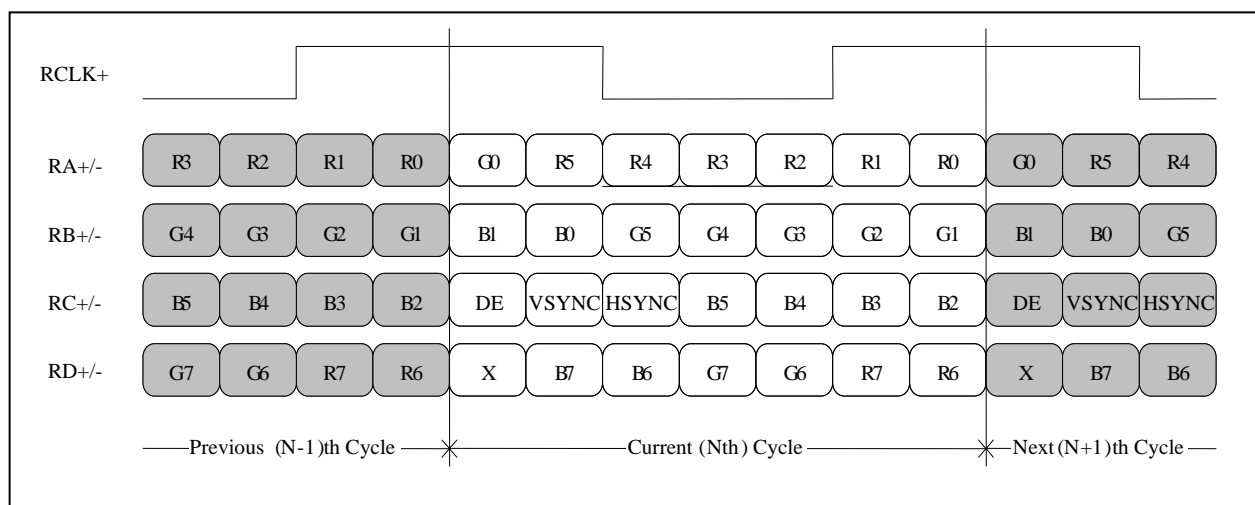 RCLK+
RA+/- R3 R2 R1 R0 G0 R5 R4 R3 R2 R1 R0 G0 R5 R4
RB+/- G4 G3 G2 G1 B1 B0 G5 G4 G3 G2 G1 B1 B0 G5
RC+/- B5 B4 B3 B2 DE VSYNC HSYNC B5 B4 B3 B2 DE VSYNC HSYNC
RD+/- G7 G6 R7 R6 X B7 B6 G7 G6 R7 R6 X B7 B6
Previous (N-1)th Cycle Current (Nth) Cycle Next (N+1)th Cycle